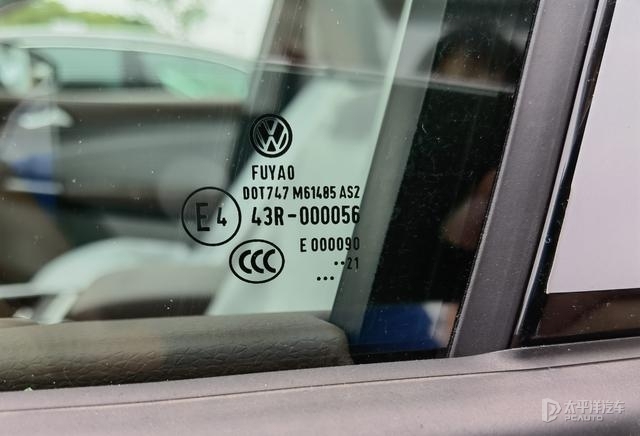 FUYAO
DOT747 M61485 AS2
E4 43R-000056
E 000090
CCC
··21
···
太平洋汽车
PCAUTO